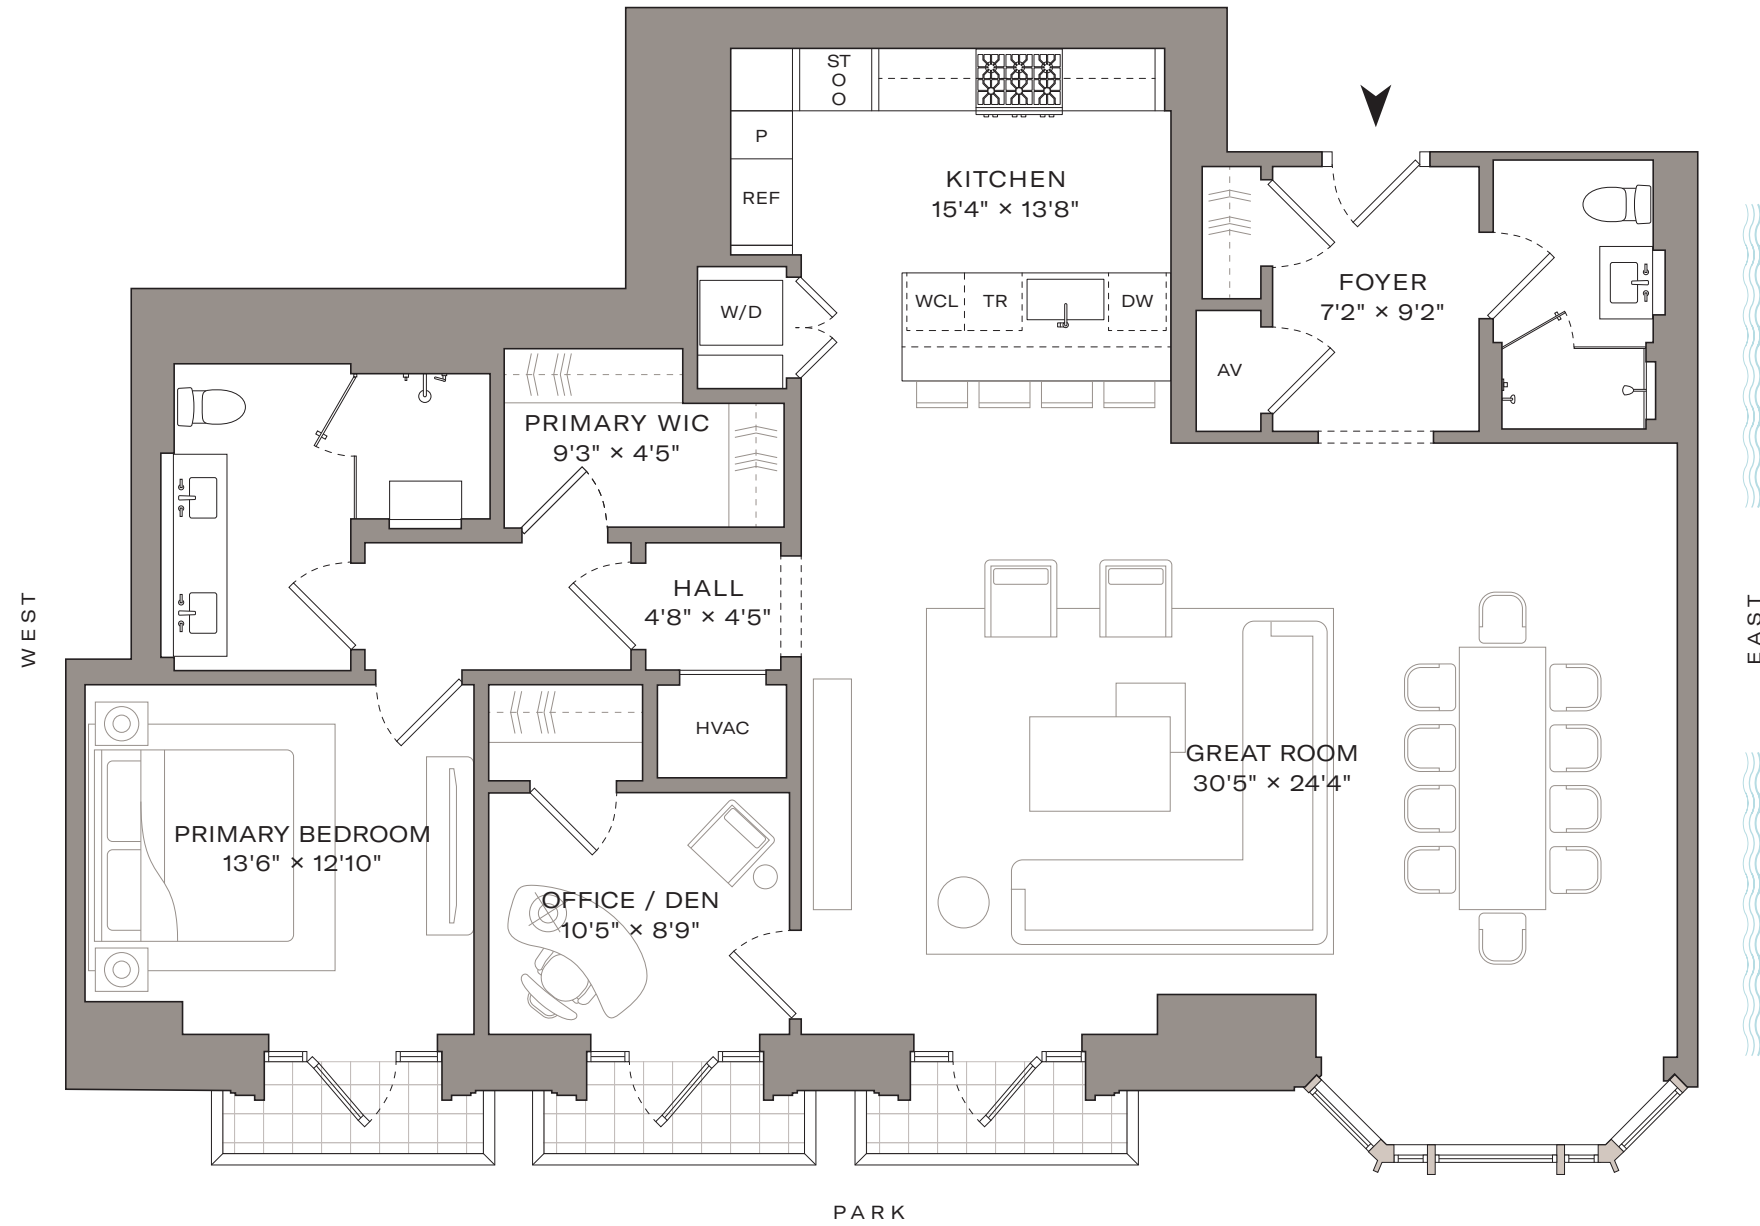 ST
O
O
P
REF
KITCHEN
15'4" × 13'8"
W/D
WCL
TR
DW
FOYER
7'2" × 9'2"
AV
PRIMARY WIC
9'3" × 4'5"
HALL
4'8" × 4'5"
WEST
EAST
HVAC
GREAT ROOM
30'5" × 24'4"
PRIMARY BEDROOM
13'6" × 12'10"
OFFICE / DEN
10'5" × 8'9"
PARK